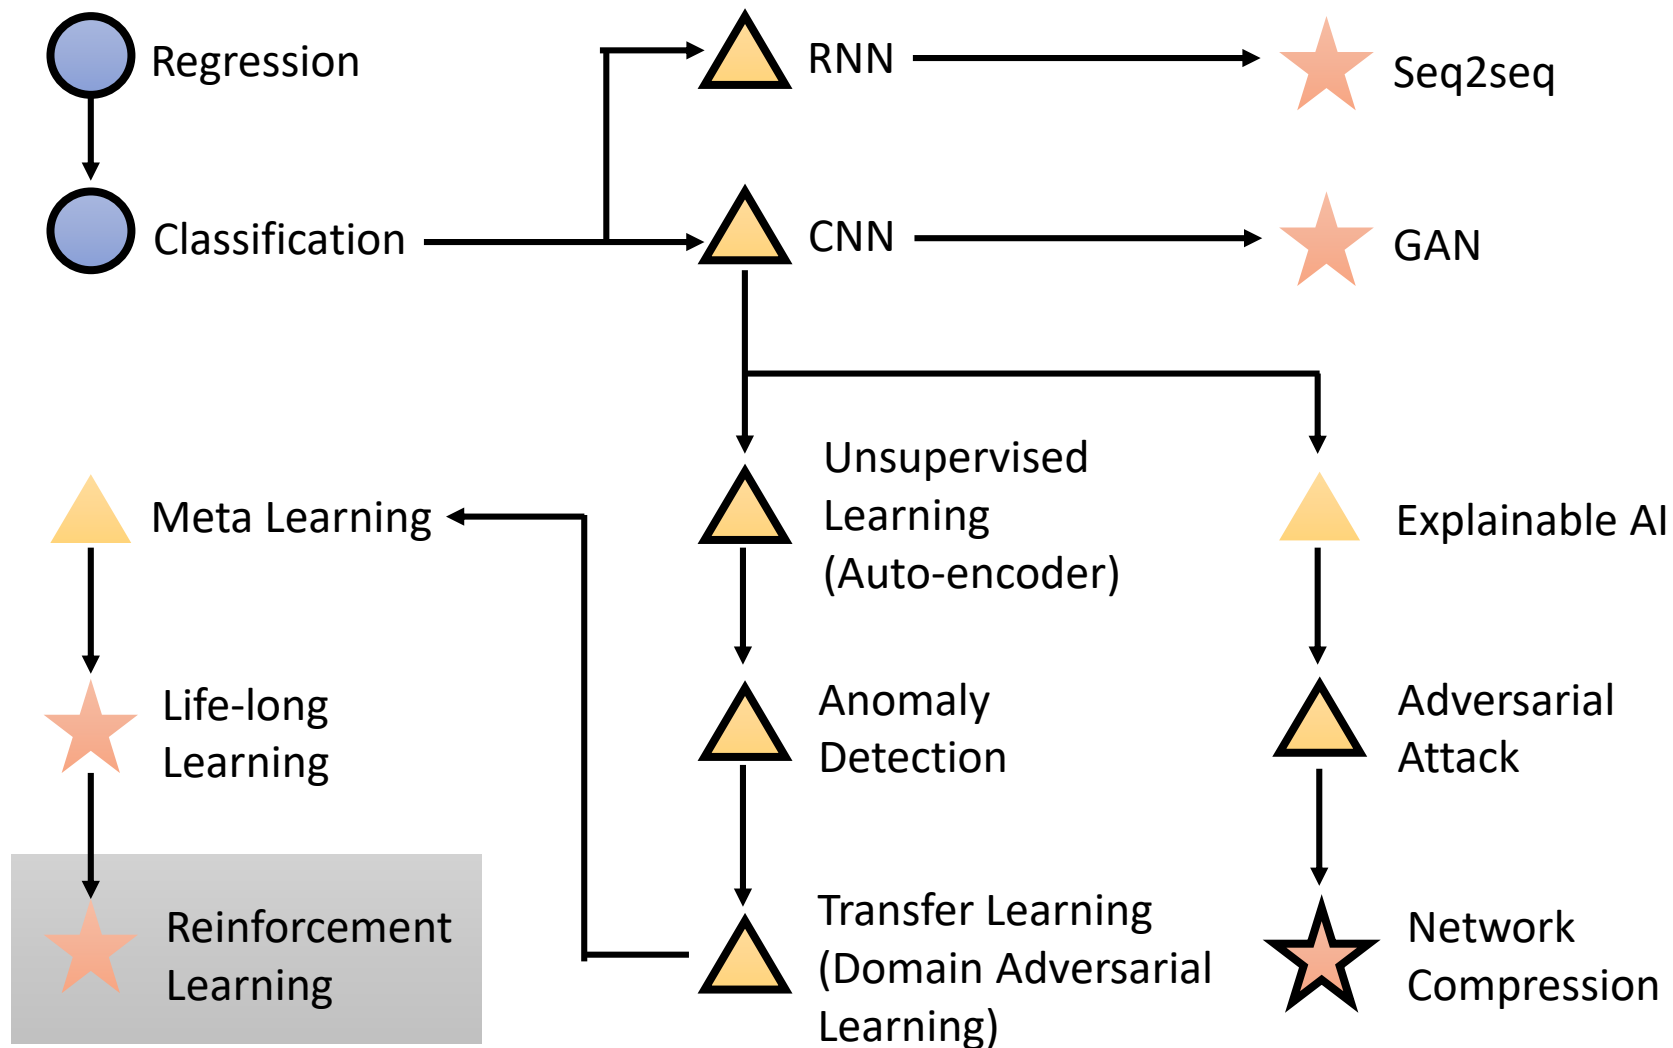 Regression
RNN
Seq2seq
Classification
CNN
GAN
Meta Learning
Unsupervised
Learning
(Auto-encoder)
Explainable AI
Life-long
Learning
Anomaly
Detection
Adversarial
Attack
Reinforcement
Learning
Transfer Learning
(Domain Adversarial
Learning)
Network
Compression